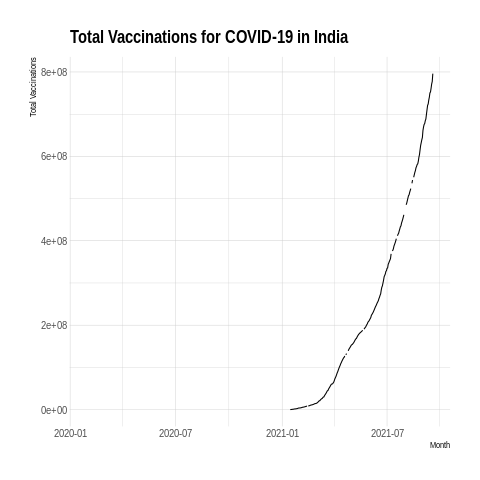 Total Vaccinations for COVID-19 in India
Total Vaccinations
8e+08
6e+08
4e+08
2e+08
0e+00
2020-01 2020-07 2021-01 2021-07
Month